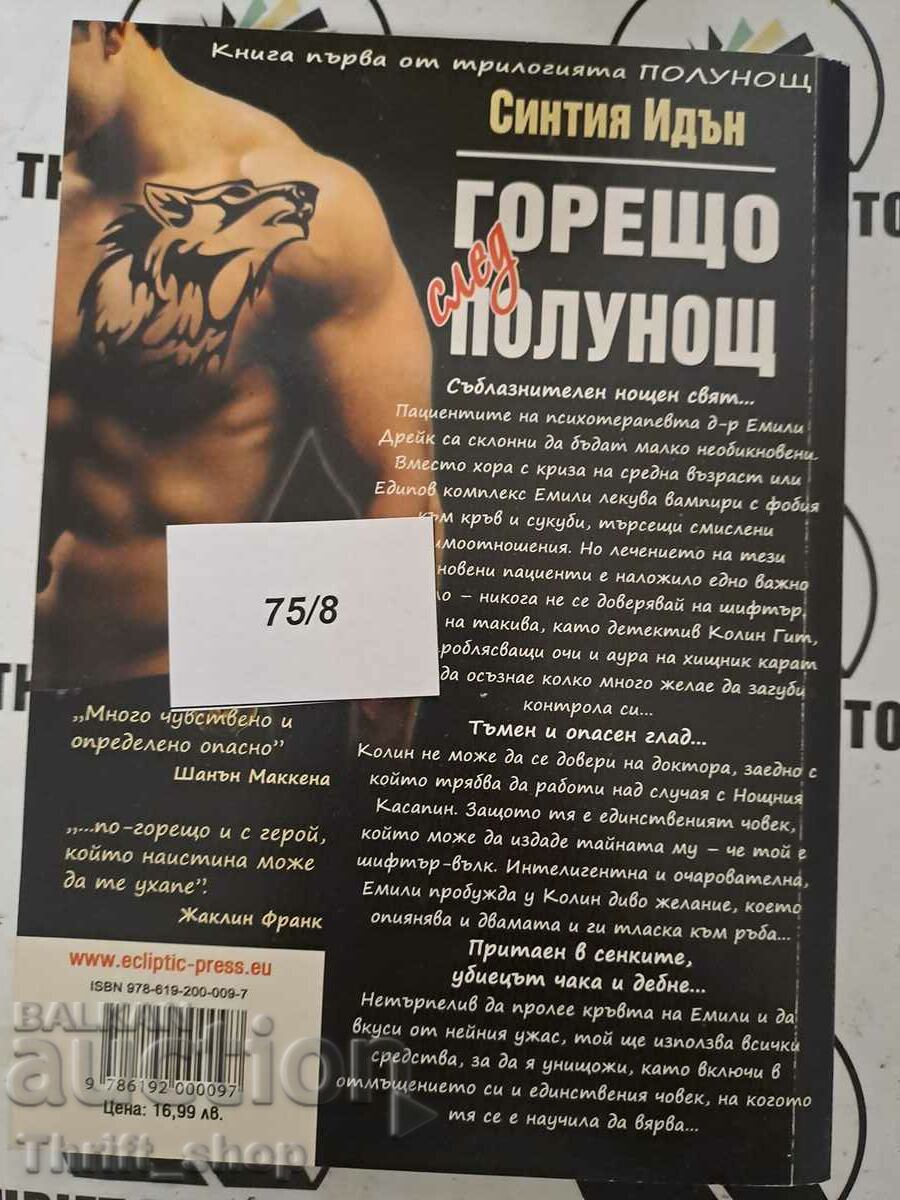 Книга първа от трилогията ПОЛУНОЩ
Синтия Идън
ГОРЕЩО
след
ПОЛУНОЩ
Съблазнителен нощен свят...
Пациентите на психотерапевта д-р Емили
Дрейк са склонни да бъдат малко необикновени.
Вместо хора с криза на средна възраст или
Едипов комплекс Емили лекува вампири с фобия
към кръв и сукуби, търсещи смислени
имоотношения. Но лечението на тези
новени пациенти е наложило едно важно
ло – никога не се доверявай на шифтър,
на такива, като детектив Колин Гит,
роблясващи очи и аура на хищник карат
да осъзнае колко много желае да загуби
контрола си...
Тъмен и опасен глад...
Колин не може да се довери на доктора, заедно с
който трябва да работи над случая с Нощния
Касапин. Защото тя е единственият човек,
който може да издаде тайната му – че той е
шифтър-вълк. Интелигентна и очарователна,
Емили пробужда у Колин диво желание, което
опиянява и двамата и ги тласка към ръба...
Притаен в сенките,
убиецът чака и дебне...
Нетърпелив да пролее кръвта на Емили и да
вкуси от нейния ужас, той ще използва всички
средства, за да я унищожи, като включи в
отмъщението си и единствения човек, на когото
тя се е научила да вярва...
75/8
„Много чувствено и
определено опасно”
Шанън Маккена
„...по-горещо и с герой,
който наистина може
да те ухапе”.
Жаклин Франк
www.ecliptic-press.eu
ISBN 978-619-200-009-7
9 786192 000097
Цена: 16,99 лв.
BALKAN
auction
Thrift_shop